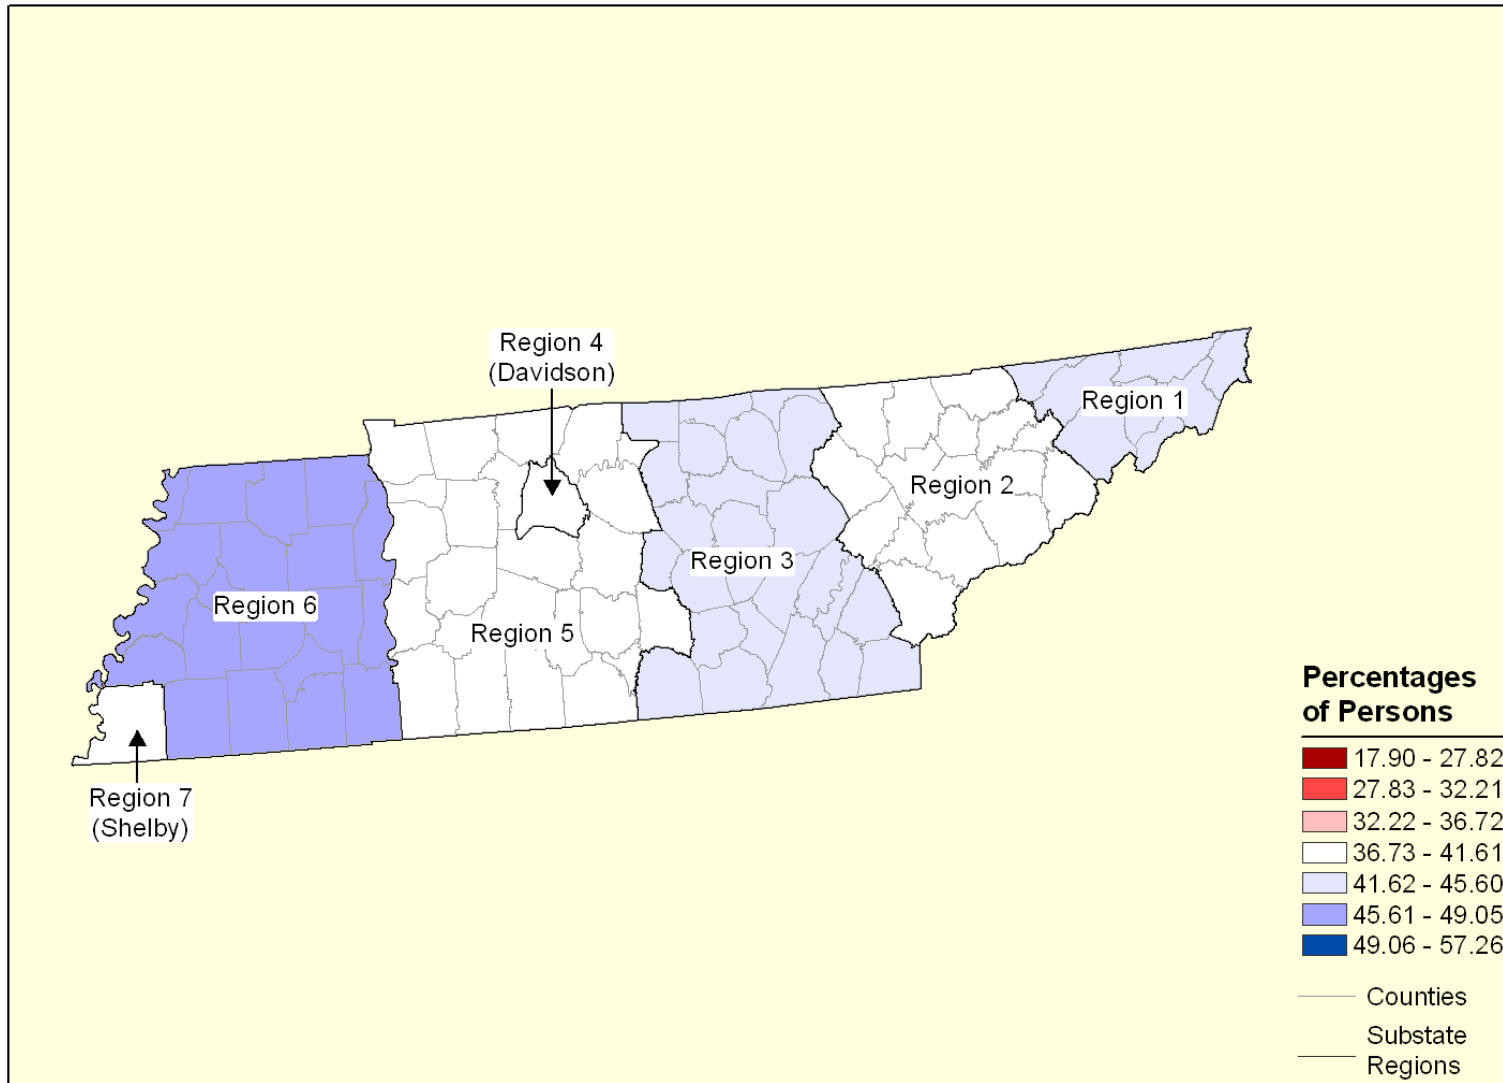 Region 4
(Davidson)
Region 1
Region 2
Region 3
Region 6
Region 5
Region 7
(Shelby)
Percentages
of Persons
17.90 - 27.82
27.83 - 32.21
32.22 - 36.72
36.73 - 41.61
41.62 - 45.60
45.61 - 49.05
49.06 - 57.26
Counties
Substate
Regions